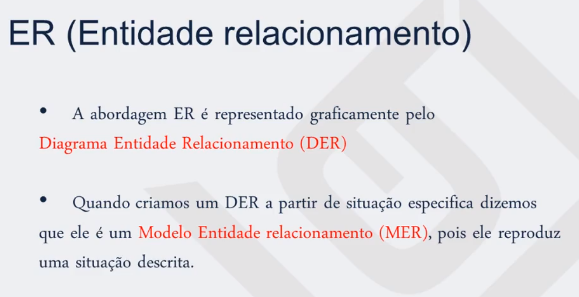 ER (Entidade relacionamento)
• A abordagem ER é representado graficamente pelo
Diagrama Entidade Relacionamento (DER)
• Quando criamos um DER a partir de situação especifica dizemos
que ele é um Modelo Entidade relacionamento (MER), pois ele reproduz
uma situação descrita.